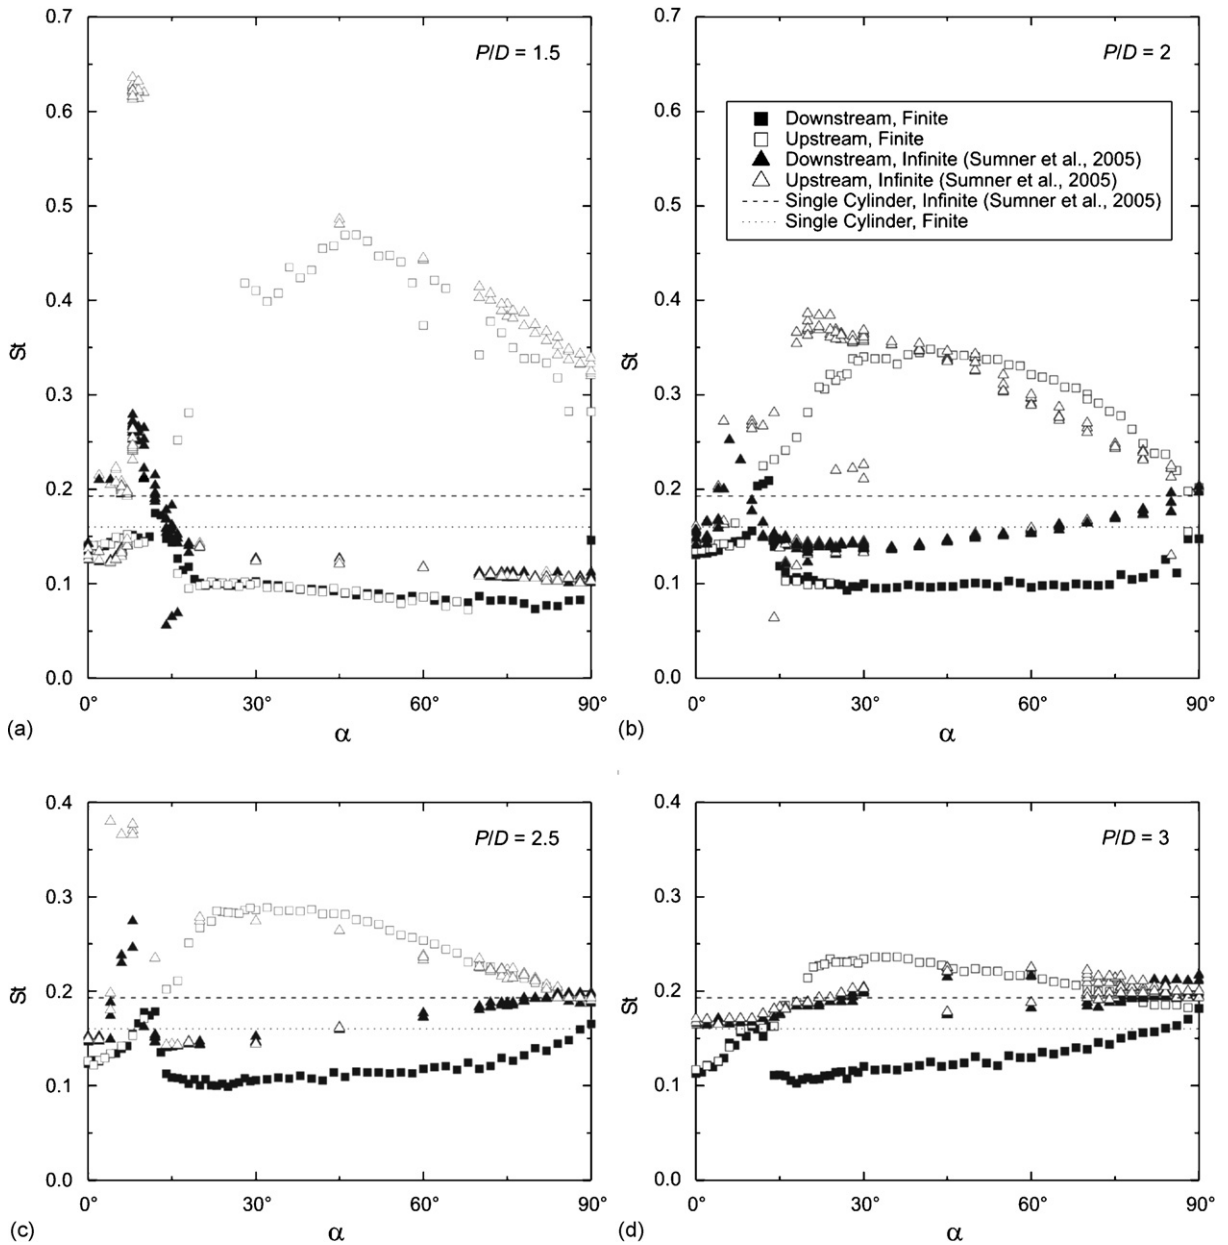 0.7
0.6
0.5
0.4
0.3
0.2
0.1
0.0
St
P/D = 1.5
0° 30° 60° 90°
(a) α
0.7
0.6
0.5
0.4
0.3
0.2
0.1
0.0
St
P/D = 2
Downstream, Finite
Upstream, Finite
Downstream, Infinite (Sumner et al., 2005)
Upstream, Infinite (Sumner et al., 2005)
Single Cylinder, Infinite (Sumner et al., 2005)
Single Cylinder, Finite
0° 30° 60° 90°
(b) α
0.4
0.3
0.2
0.1
0.0
St
P/D = 2.5
0° 30° 60° 90°
(c) α
0.4
0.3
0.2
0.1
0.0
St
P/D = 3
0° 30° 60° 90°
(d) α